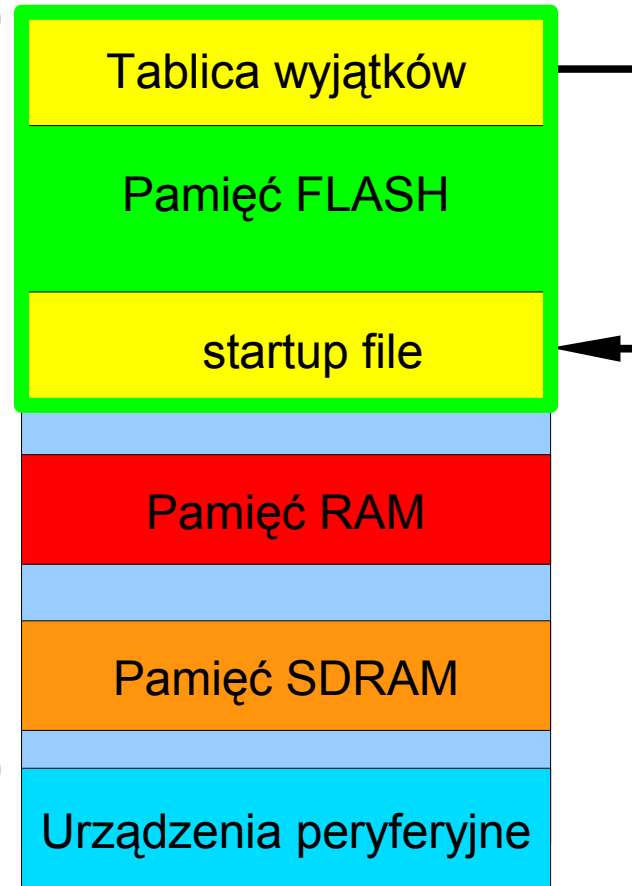 Tablica wyjątków
Pamięć FLASH
startup file
Pamięć RAM
Pamięć SDRAM
Urządzenia peryferyjne